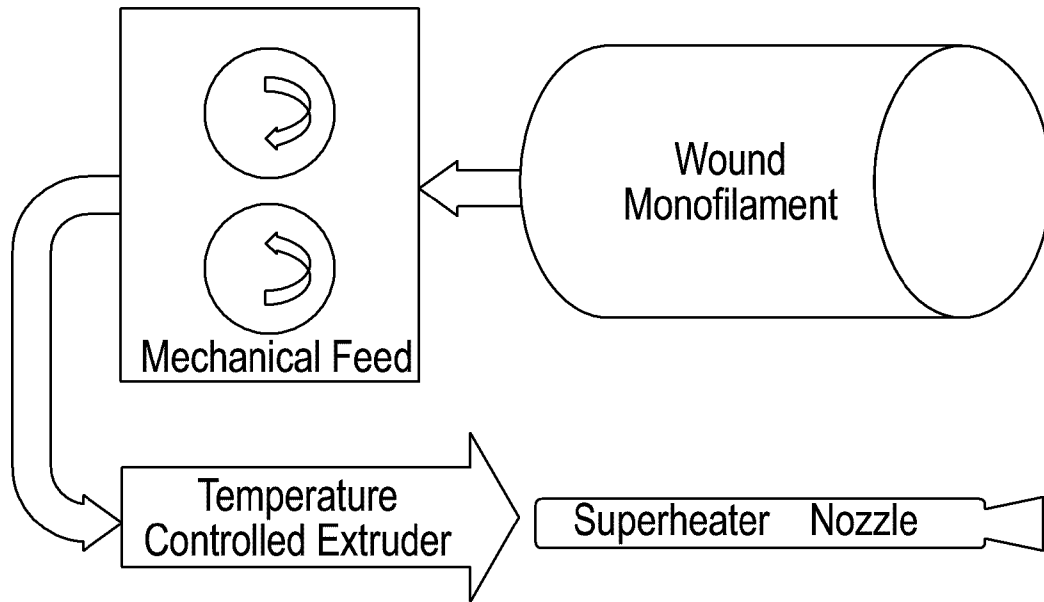 Wound
Monofilament
Mechanical Feed
Temperature
Controlled Extruder
Superheater Nozzle